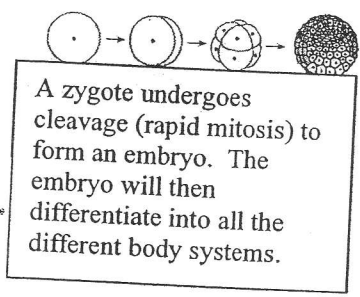 A zygote undergoes
cleavage (rapid mitosis) to
form an embryo. The
embryo will then
differentiate into all the
different body systems.